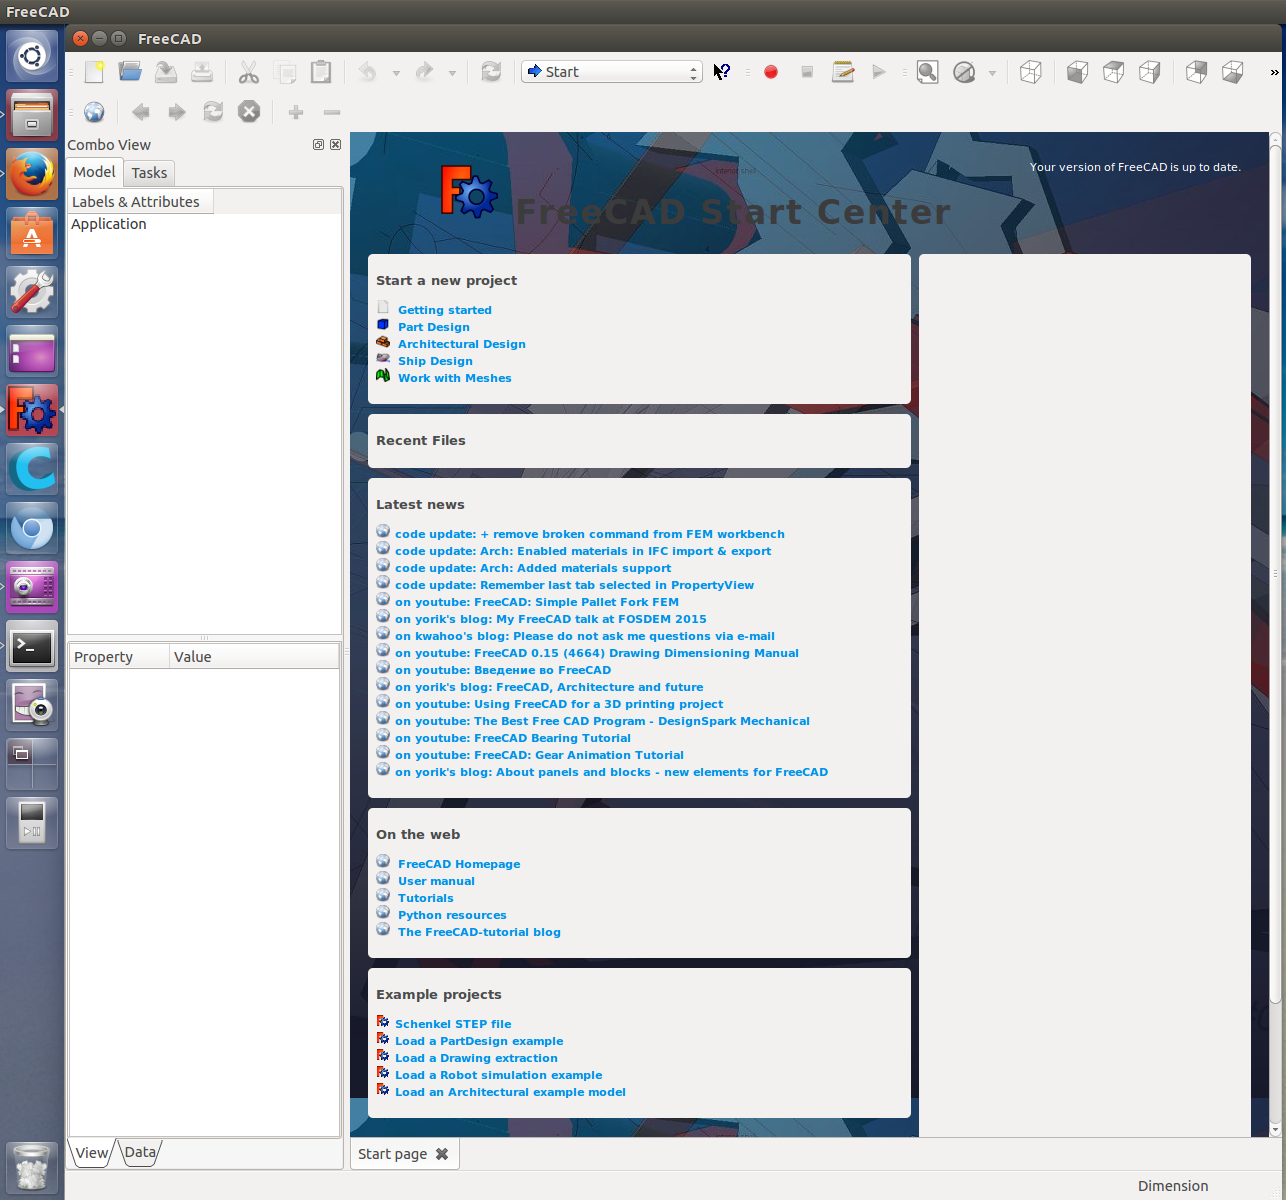 FreeCAD
FreeCAD
Start
Combo View
Model Tasks
Labels & Attributes
Application
Property Value
View Data
Your version of FreeCAD is up to date.
interior shell
FreeCAD Start Center
Start a new project
Getting started
Part Design
Architectural Design
Ship Design
Work with Meshes
Recent Files
Latest news
code update: + remove broken command from FEM workbench
code update: Arch: Enabled materials in IFC import & export
code update: Arch: Added materials support
code update: Remember last tab selected in PropertyView
on youtube: FreeCAD: Simple Pallet Fork FEM
on yorik's blog: My FreeCAD talk at FOSDEM 2015
on kwahoo's blog: Please do not ask me questions via e-mail
on youtube: FreeCAD 0.15 (4664) Drawing Dimensioning Manual
on youtube: Введение во FreeCAD
on yorik's blog: FreeCAD, Architecture and future
on youtube: Using FreeCAD for a 3D printing project
on youtube: The Best Free CAD Program - DesignSpark Mechanical
on youtube: FreeCAD Bearing Tutorial
on youtube: FreeCAD: Gear Animation Tutorial
on yorik's blog: About panels and blocks - new elements for FreeCAD
On the web
FreeCAD Homepage
User manual
Tutorials
Python resources
The FreeCAD-tutorial blog
Example projects
Schenkel STEP file
Load a PartDesign example
Load a Drawing extraction
Load a Robot simulation example
Load an Architectural example model
Start page
Dimension